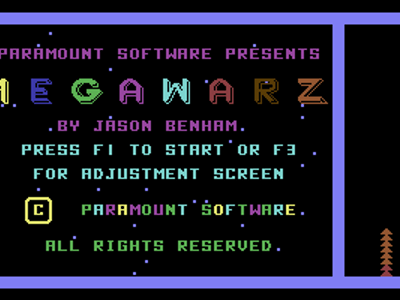 PARAMOUNT SOFTWARE PRESENTS
MEGAWARZ
.BY JASON BENHAM.
PRESS F1 TO START OR F3 .
FOR ADJUSTMENT SCREEN
C PARAMOUNT SOFTWARE.
ALL RIGHTS RESERVED.